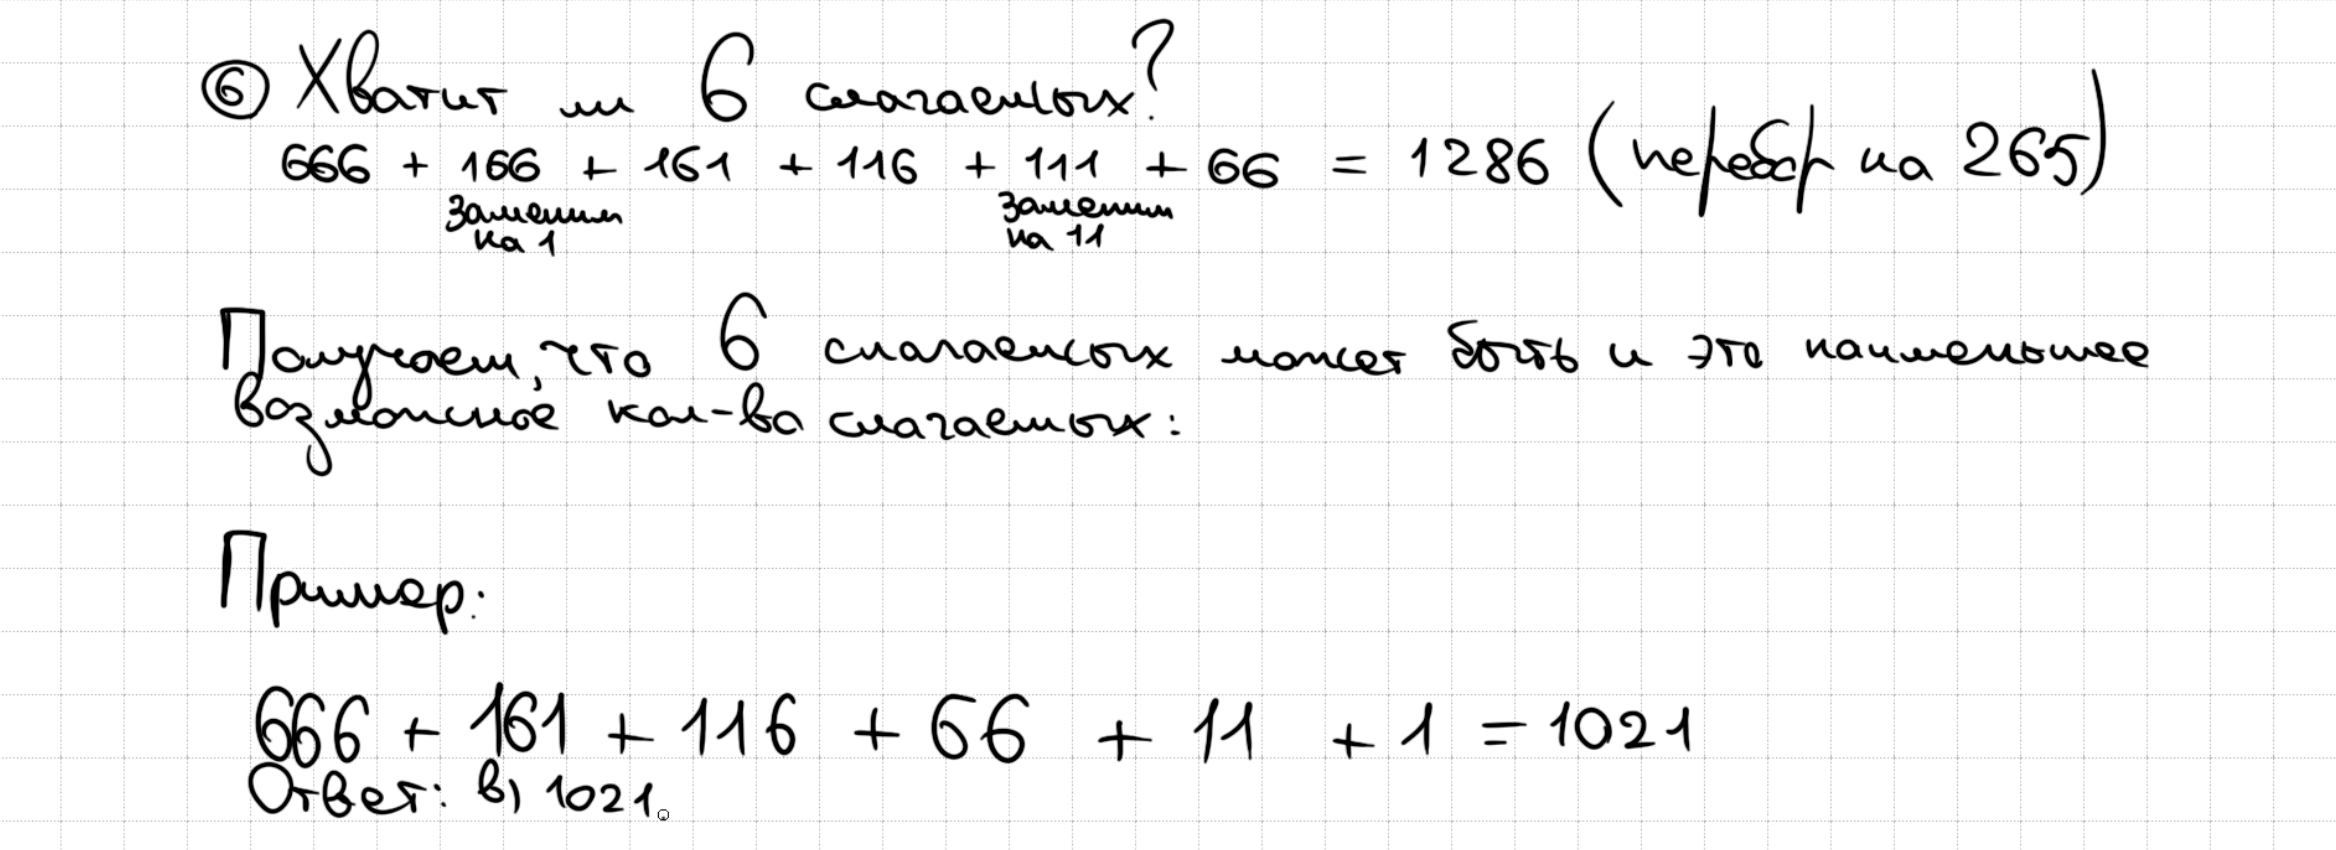 ⑥ Хватит ли 6 слагаемых?
666 + 166 + 161 + 116 + 111 + 66 = 1286 (перебор на 265)
заменим на 1 заменим на 11
Получаем, что 6 слагаемых может быть и это наименьшее
возможное кол-во слагаемых:
Пример:
666 + 161 + 116 + 66 + 11 + 1 = 1021
Ответ: в) 1021.